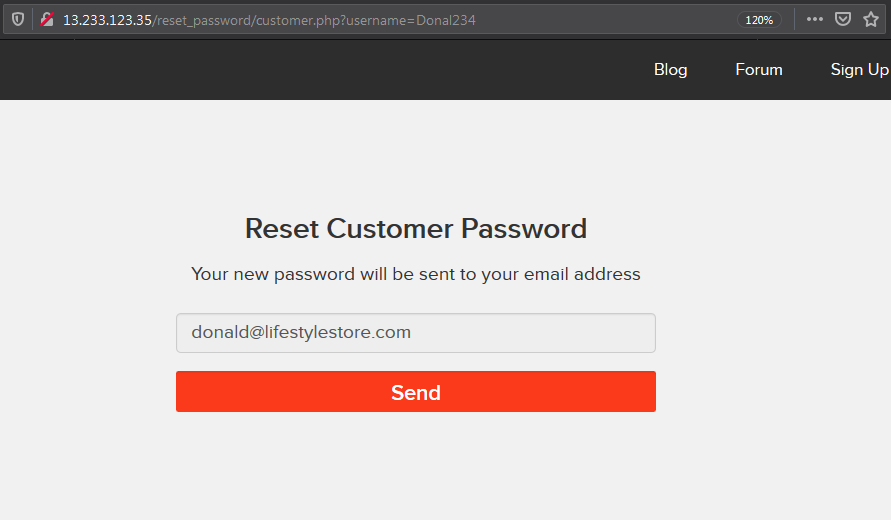 13.233.123.35/reset_password/customer.php?username=Donal234 120%
Blog Forum Sign Up
Reset Customer Password
Your new password will be sent to your email address
donald@lifestylestore.com
Send